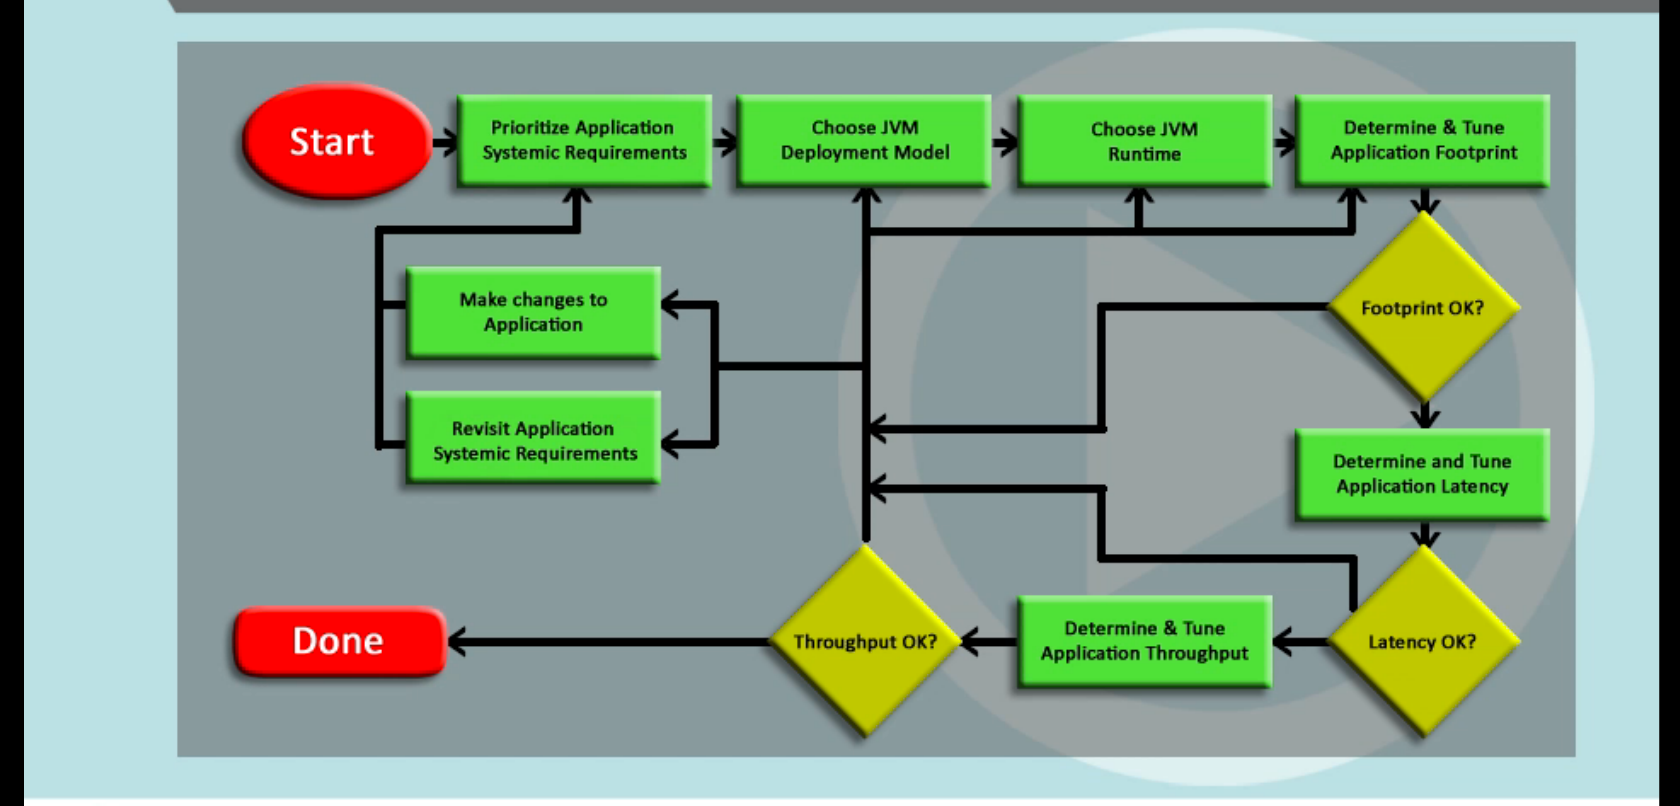 Start
Prioritize Application
Systemic Requirements
Choose JVM
Deployment Model
Choose JVM
Runtime
Determine & Tune
Application Footprint
Make changes to
Application
Footprint OK?
Revisit Application
Systemic Requirements
Determine and Tune
Application Latency
Done
Throughput OK?
Determine & Tune
Application Throughput
Latency OK?